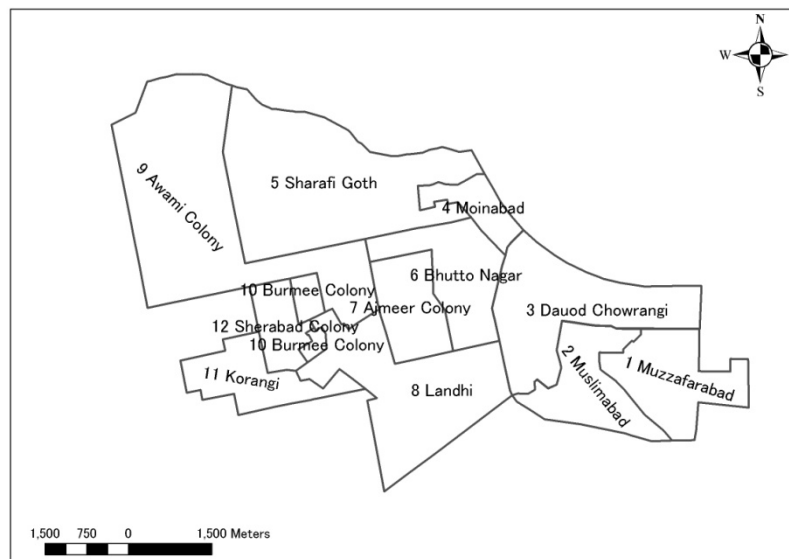 N
W
S
5 Sharafi Goth
9 Awami Colony
4 Moinabad
6 Bhutto Nagar
10 Burmee Colony
7 Ajmeer Colony
3 Dauod Chowrangi
12 Sherabad Colony
10 Burmee Colony
2 Muslimabad
1 Muzzafarabad
11 Korangi
8 Landhi
1,500 750 0 1,500 Meters